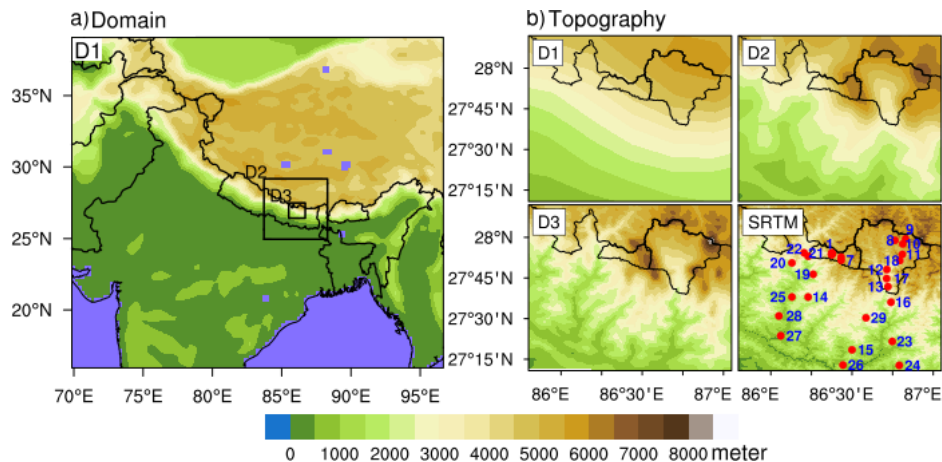 a) Domain
D1
35°N
30°N
25°N
20°N
D2
D3
70°E 75°E 80°E 85°E 90°E 95°E
b) Topography
D1
D2
28°N
27°45'N
27°30'N
27°15'N
D3
SRTM
28°N
27°45'N
27°30'N
27°15'N
9
8 10
22 21 1
7 11
20 18
12
19 17
13
25 14 16
28 29
27 23
15
26 24
86°E 86°30'E 87°E 86°E 86°30'E 87°E
0 1000 2000 3000 4000 5000 6000 7000 8000 meter